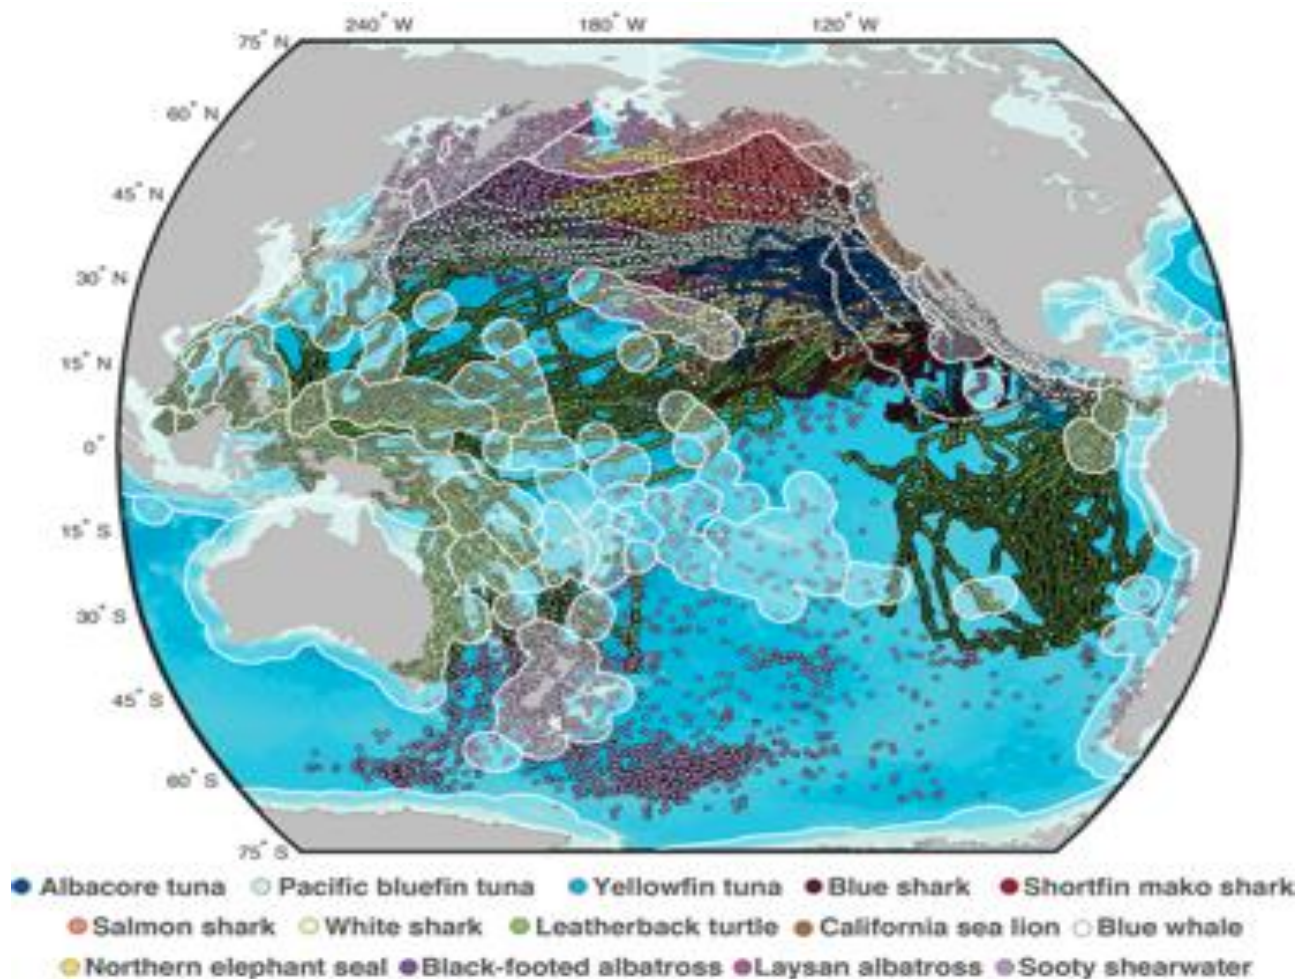 240° W 180° W 120° W
75° N
60° N
45° N
30° N
15° N
0°
15° S
30° S
45° S
60° S
75° S
Albacore tuna Pacific bluefin tuna Yellowfin tuna Blue shark Shortfin mako shark
Salmon shark White shark Leatherback turtle California sea lion Blue whale
Northern elephant seal Black-footed albatross Laysan albatross Sooty shearwater